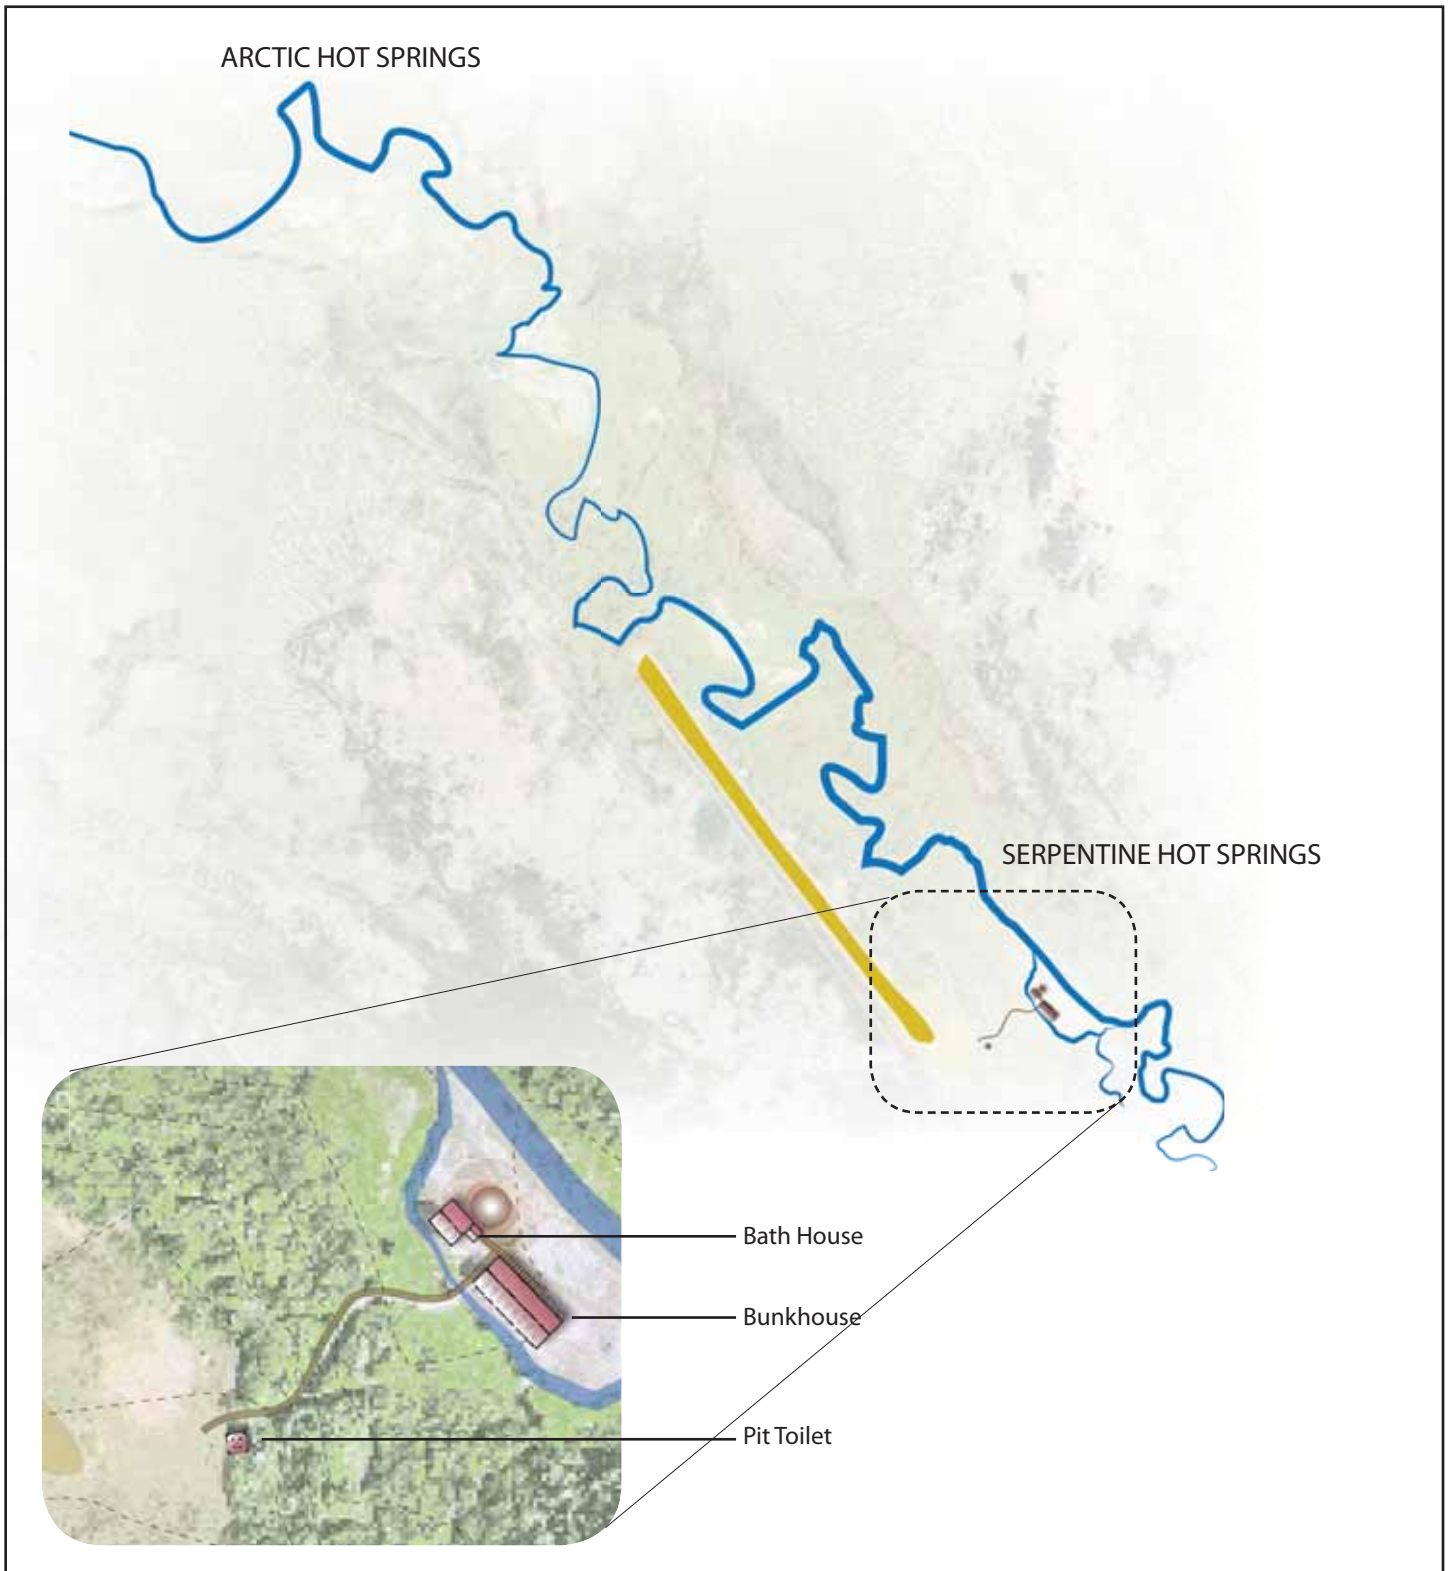 ARCTIC HOT SPRINGS
SERPENTINE HOT SPRINGS
Bath House
Bunkhouse
Pit Toilet